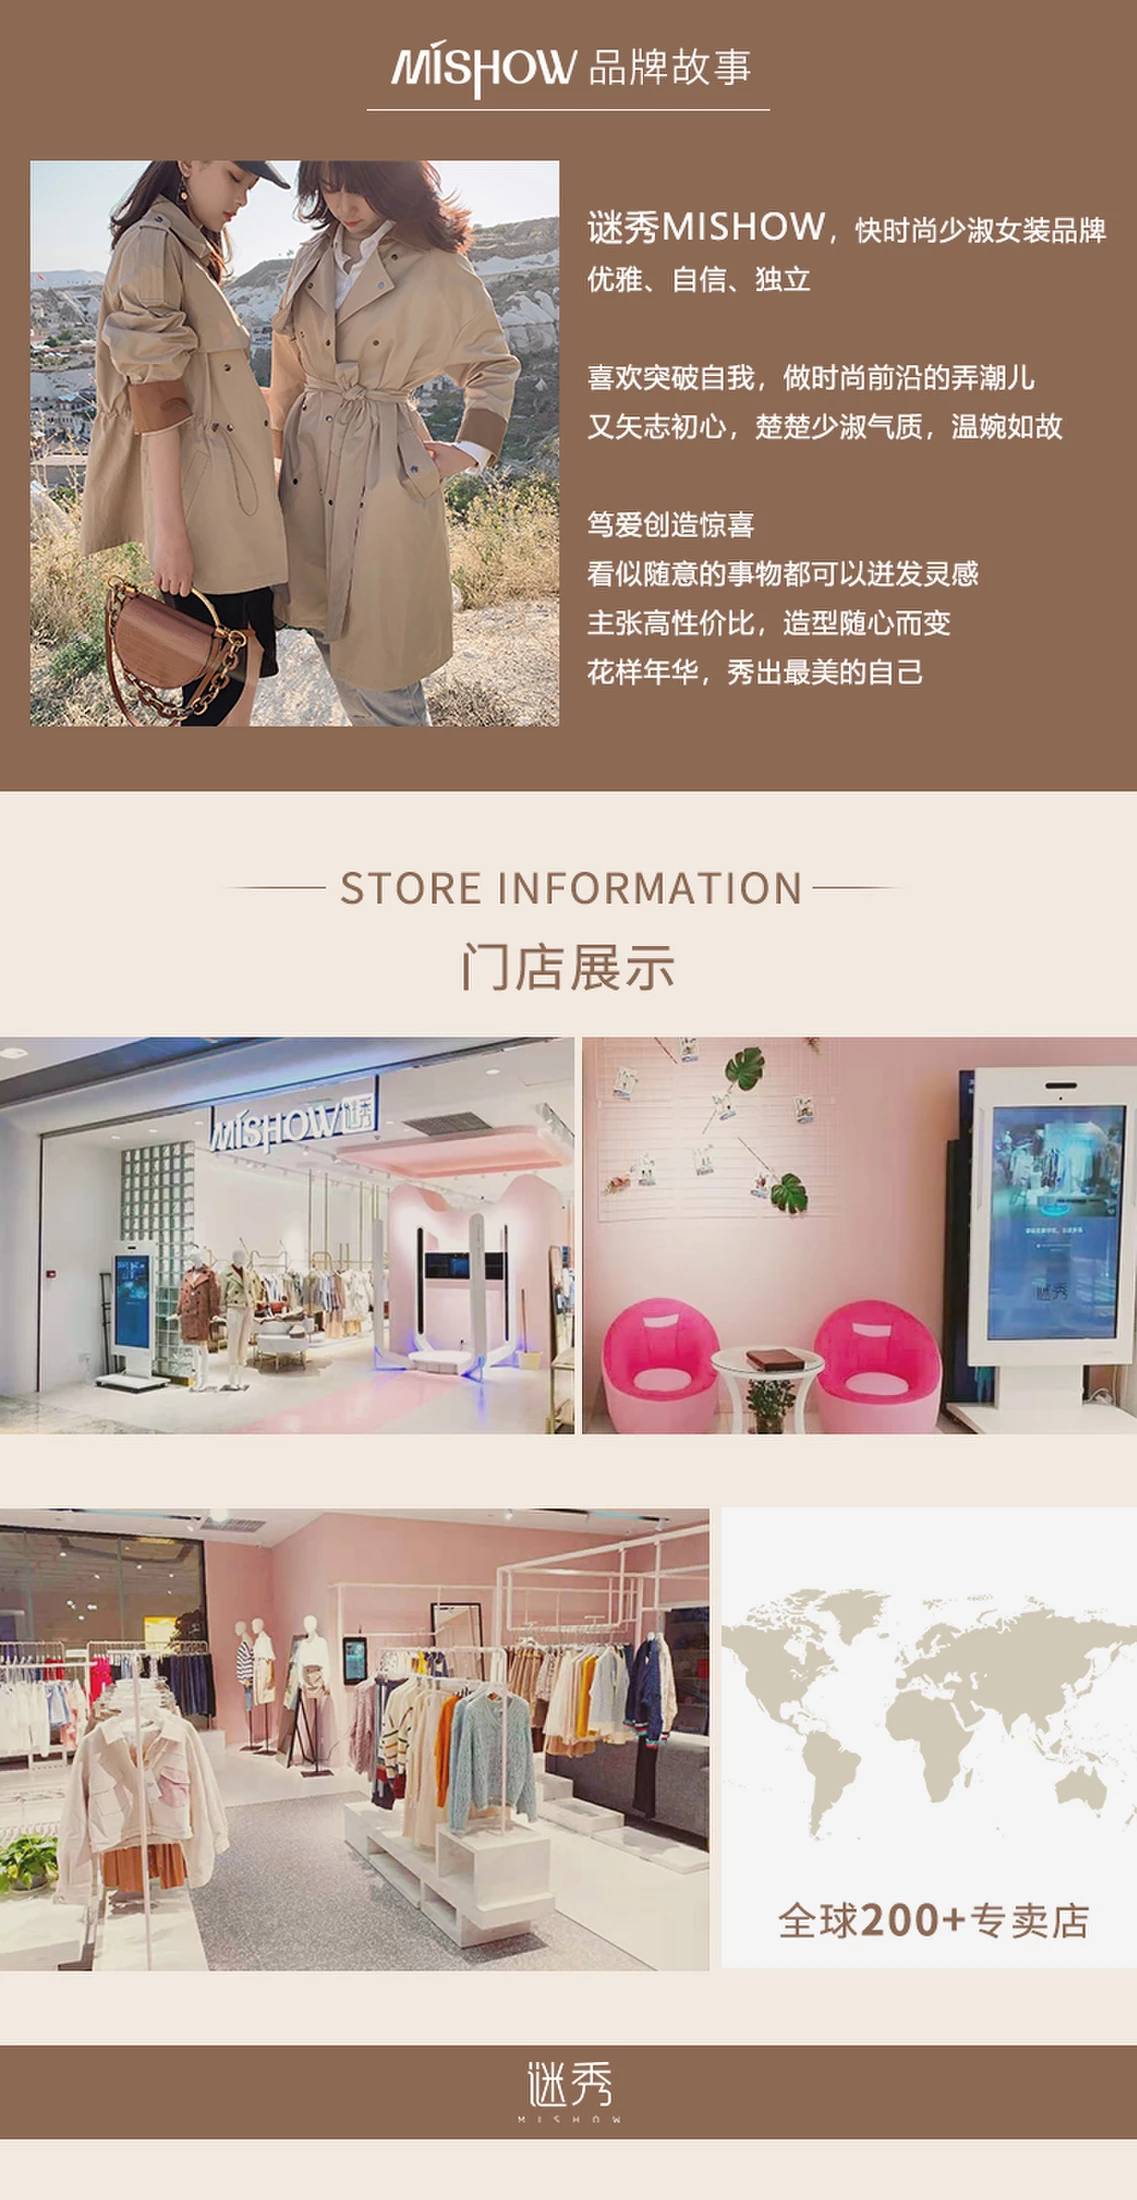 MISHOW 品牌故事
谜秀MISHOW，快时尚少淑女装品牌
优雅、自信、独立
喜欢突破自我，做时尚前沿的弄潮儿
又矢志初心，楚楚少淑气质，温婉如故
笃爱创造惊喜
看似随意的事物都可以迸发灵感
主张高性价比，造型随心而变
花样年华，秀出最美的自己
STORE INFORMATION
门店展示
MISHOW谜秀
谜秀
全球200+专卖店
谜秀
MISHOW